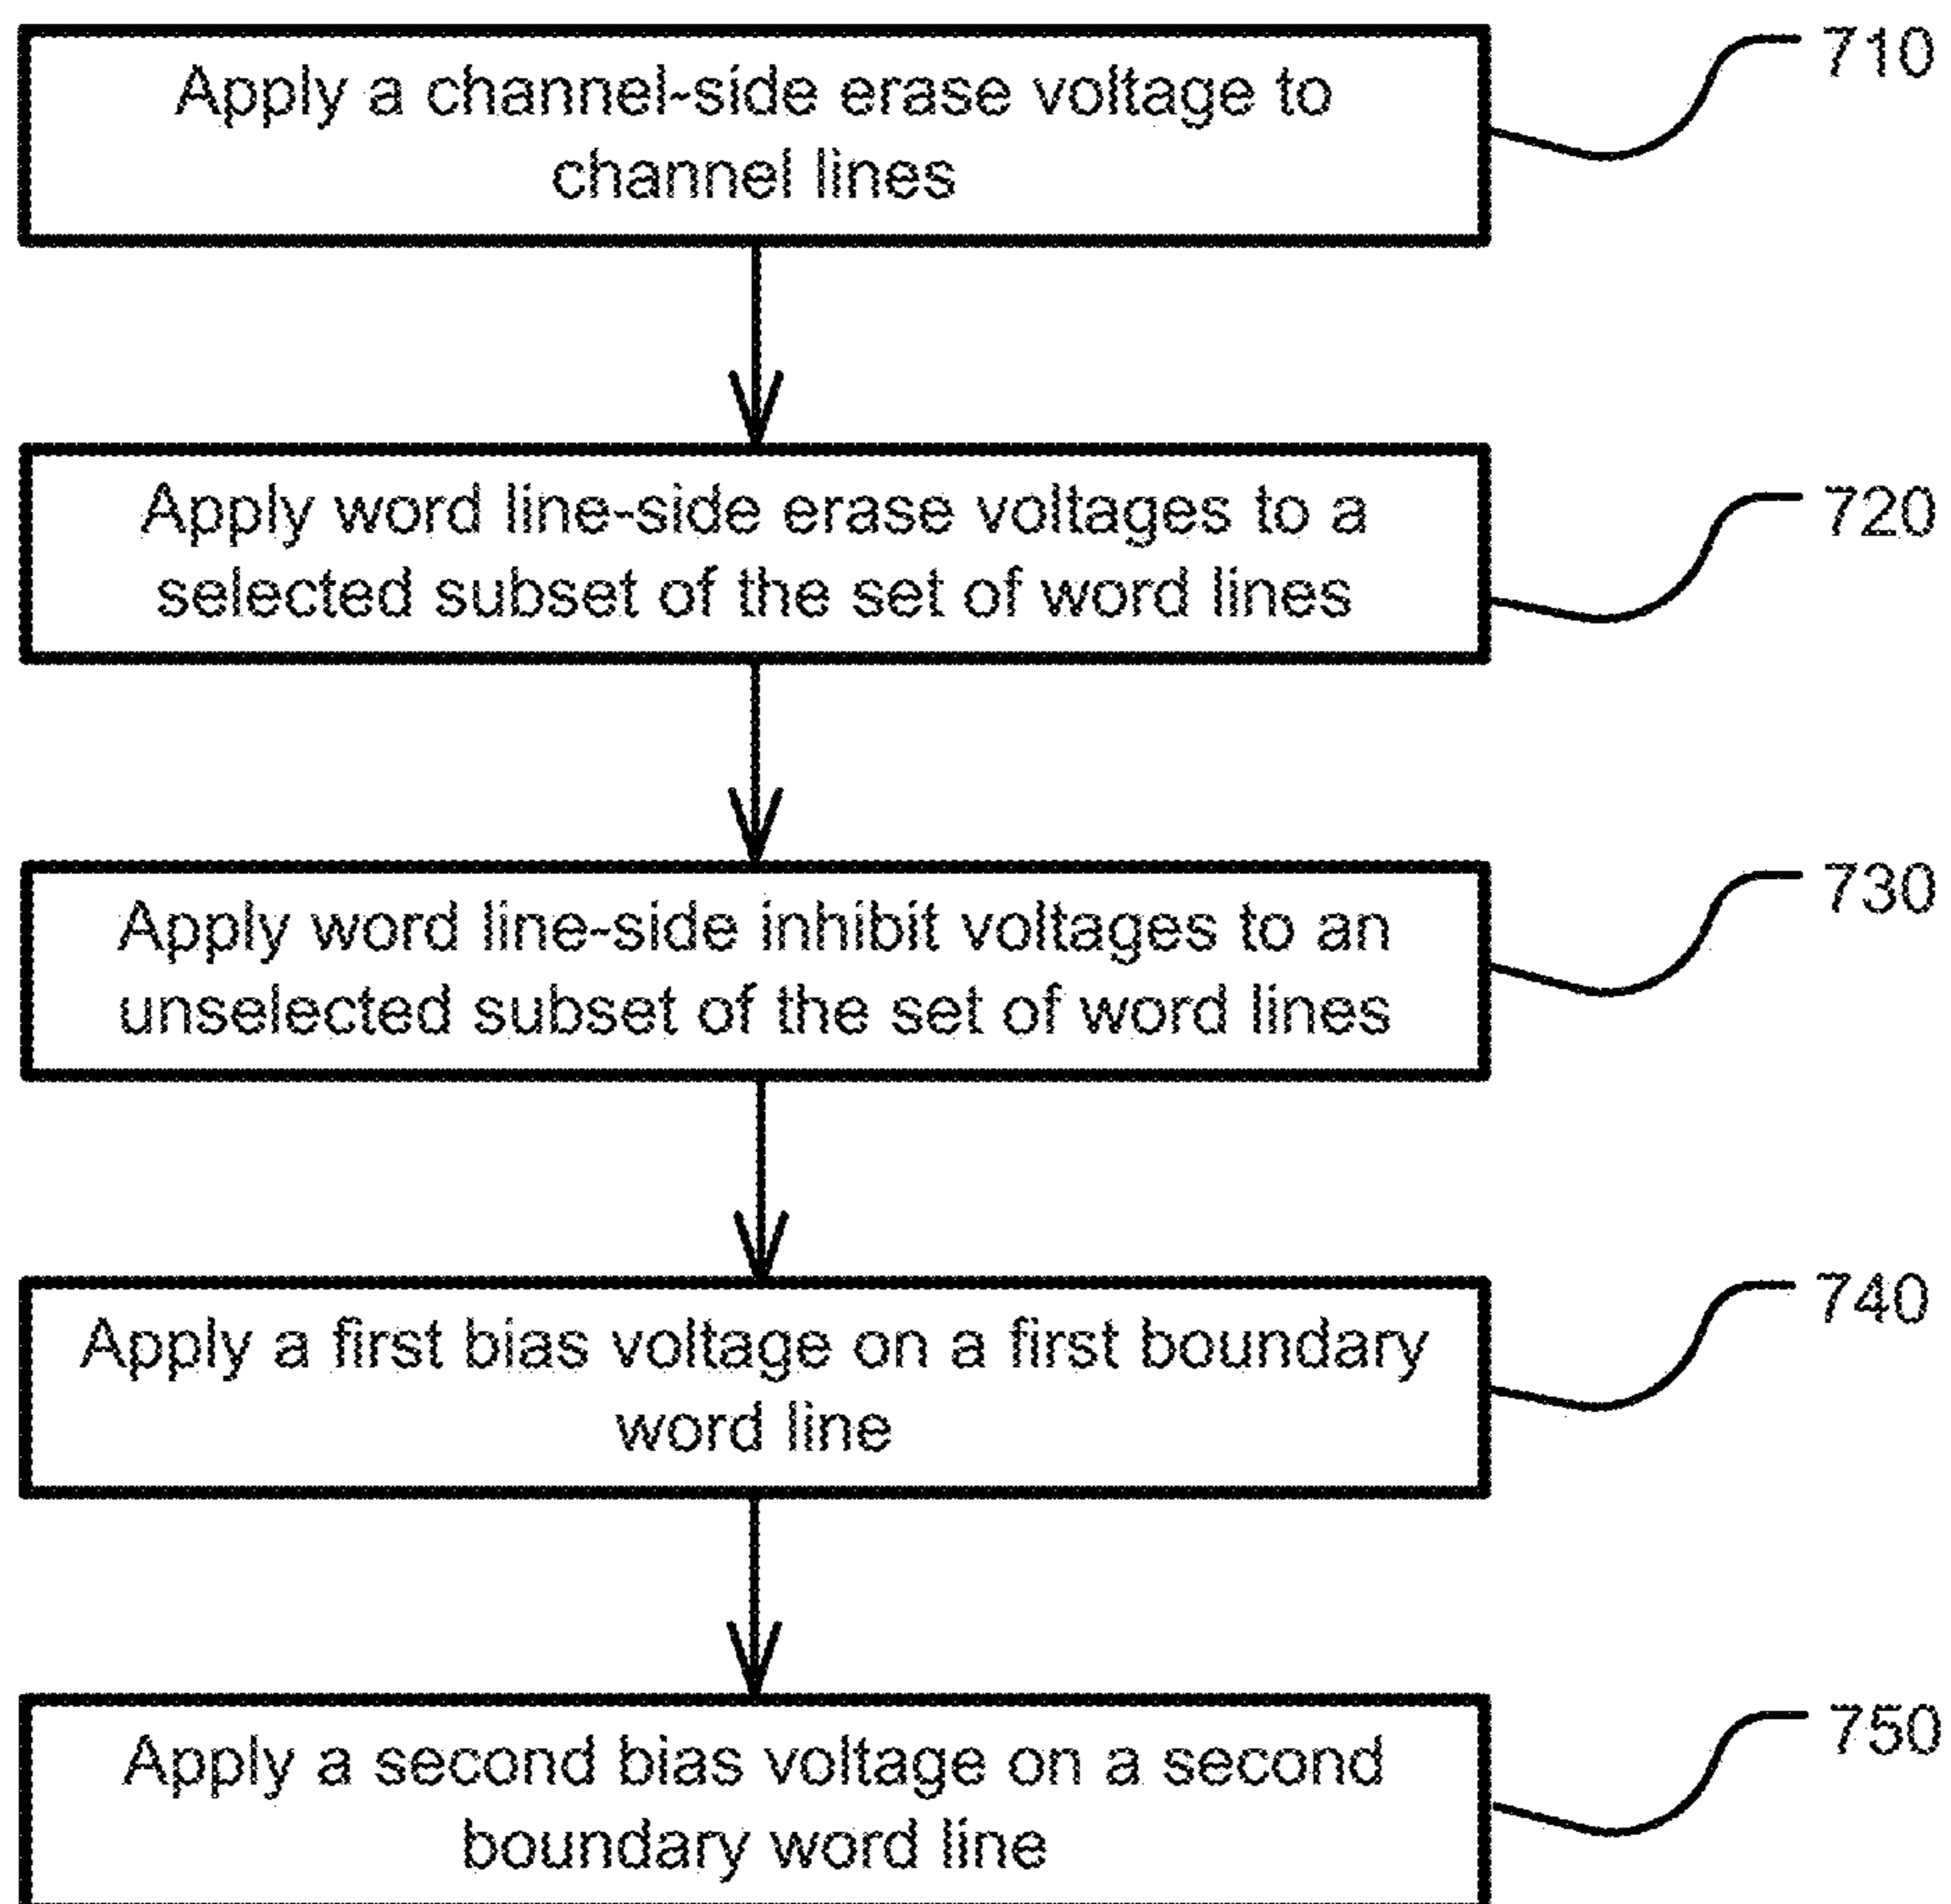 Apply a channel-side erase voltage to
channel lines
710
Apply word line-side erase voltages to a
selected subset of the set of word lines
720
Apply word line-side inhibit voltages to an
unselected subset of the set of word lines
730
Apply a first bias voltage on a first boundary
word line
740
Apply a second bias voltage on a second
boundary word line
750